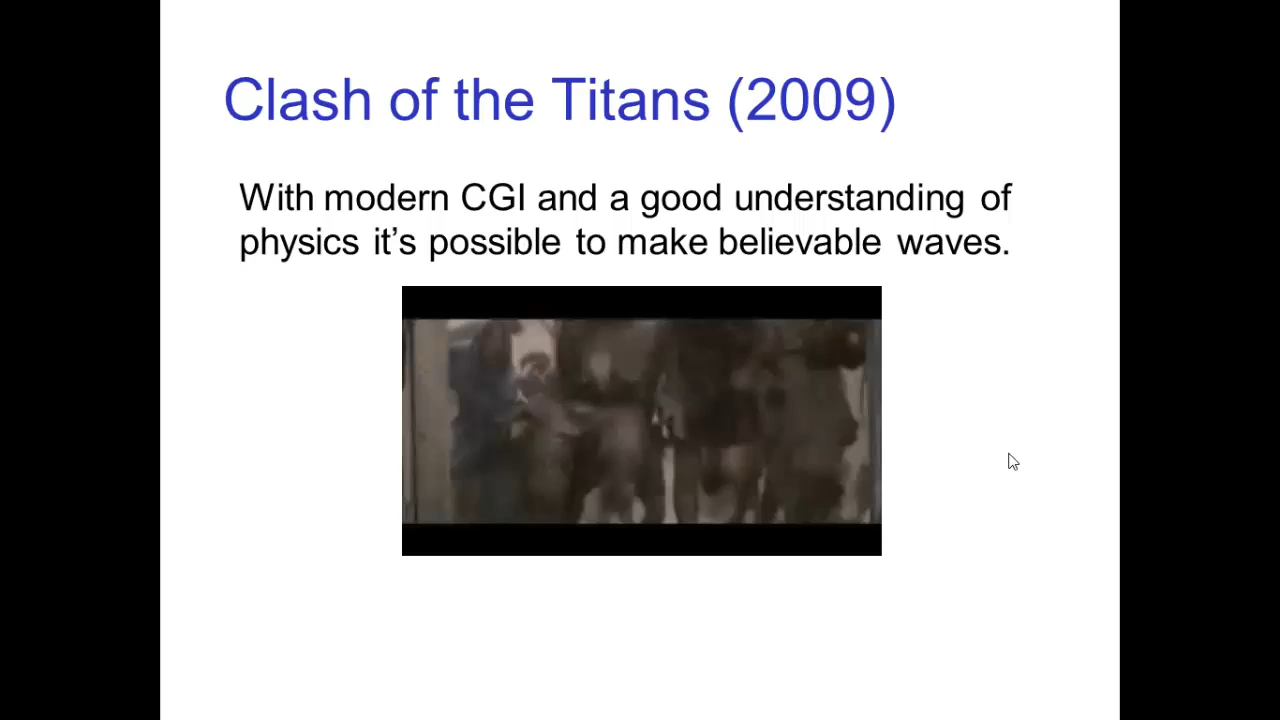 Clash of the Titans (2009)
With modern CGI and a good understanding of
physics it’s possible to make believable waves.